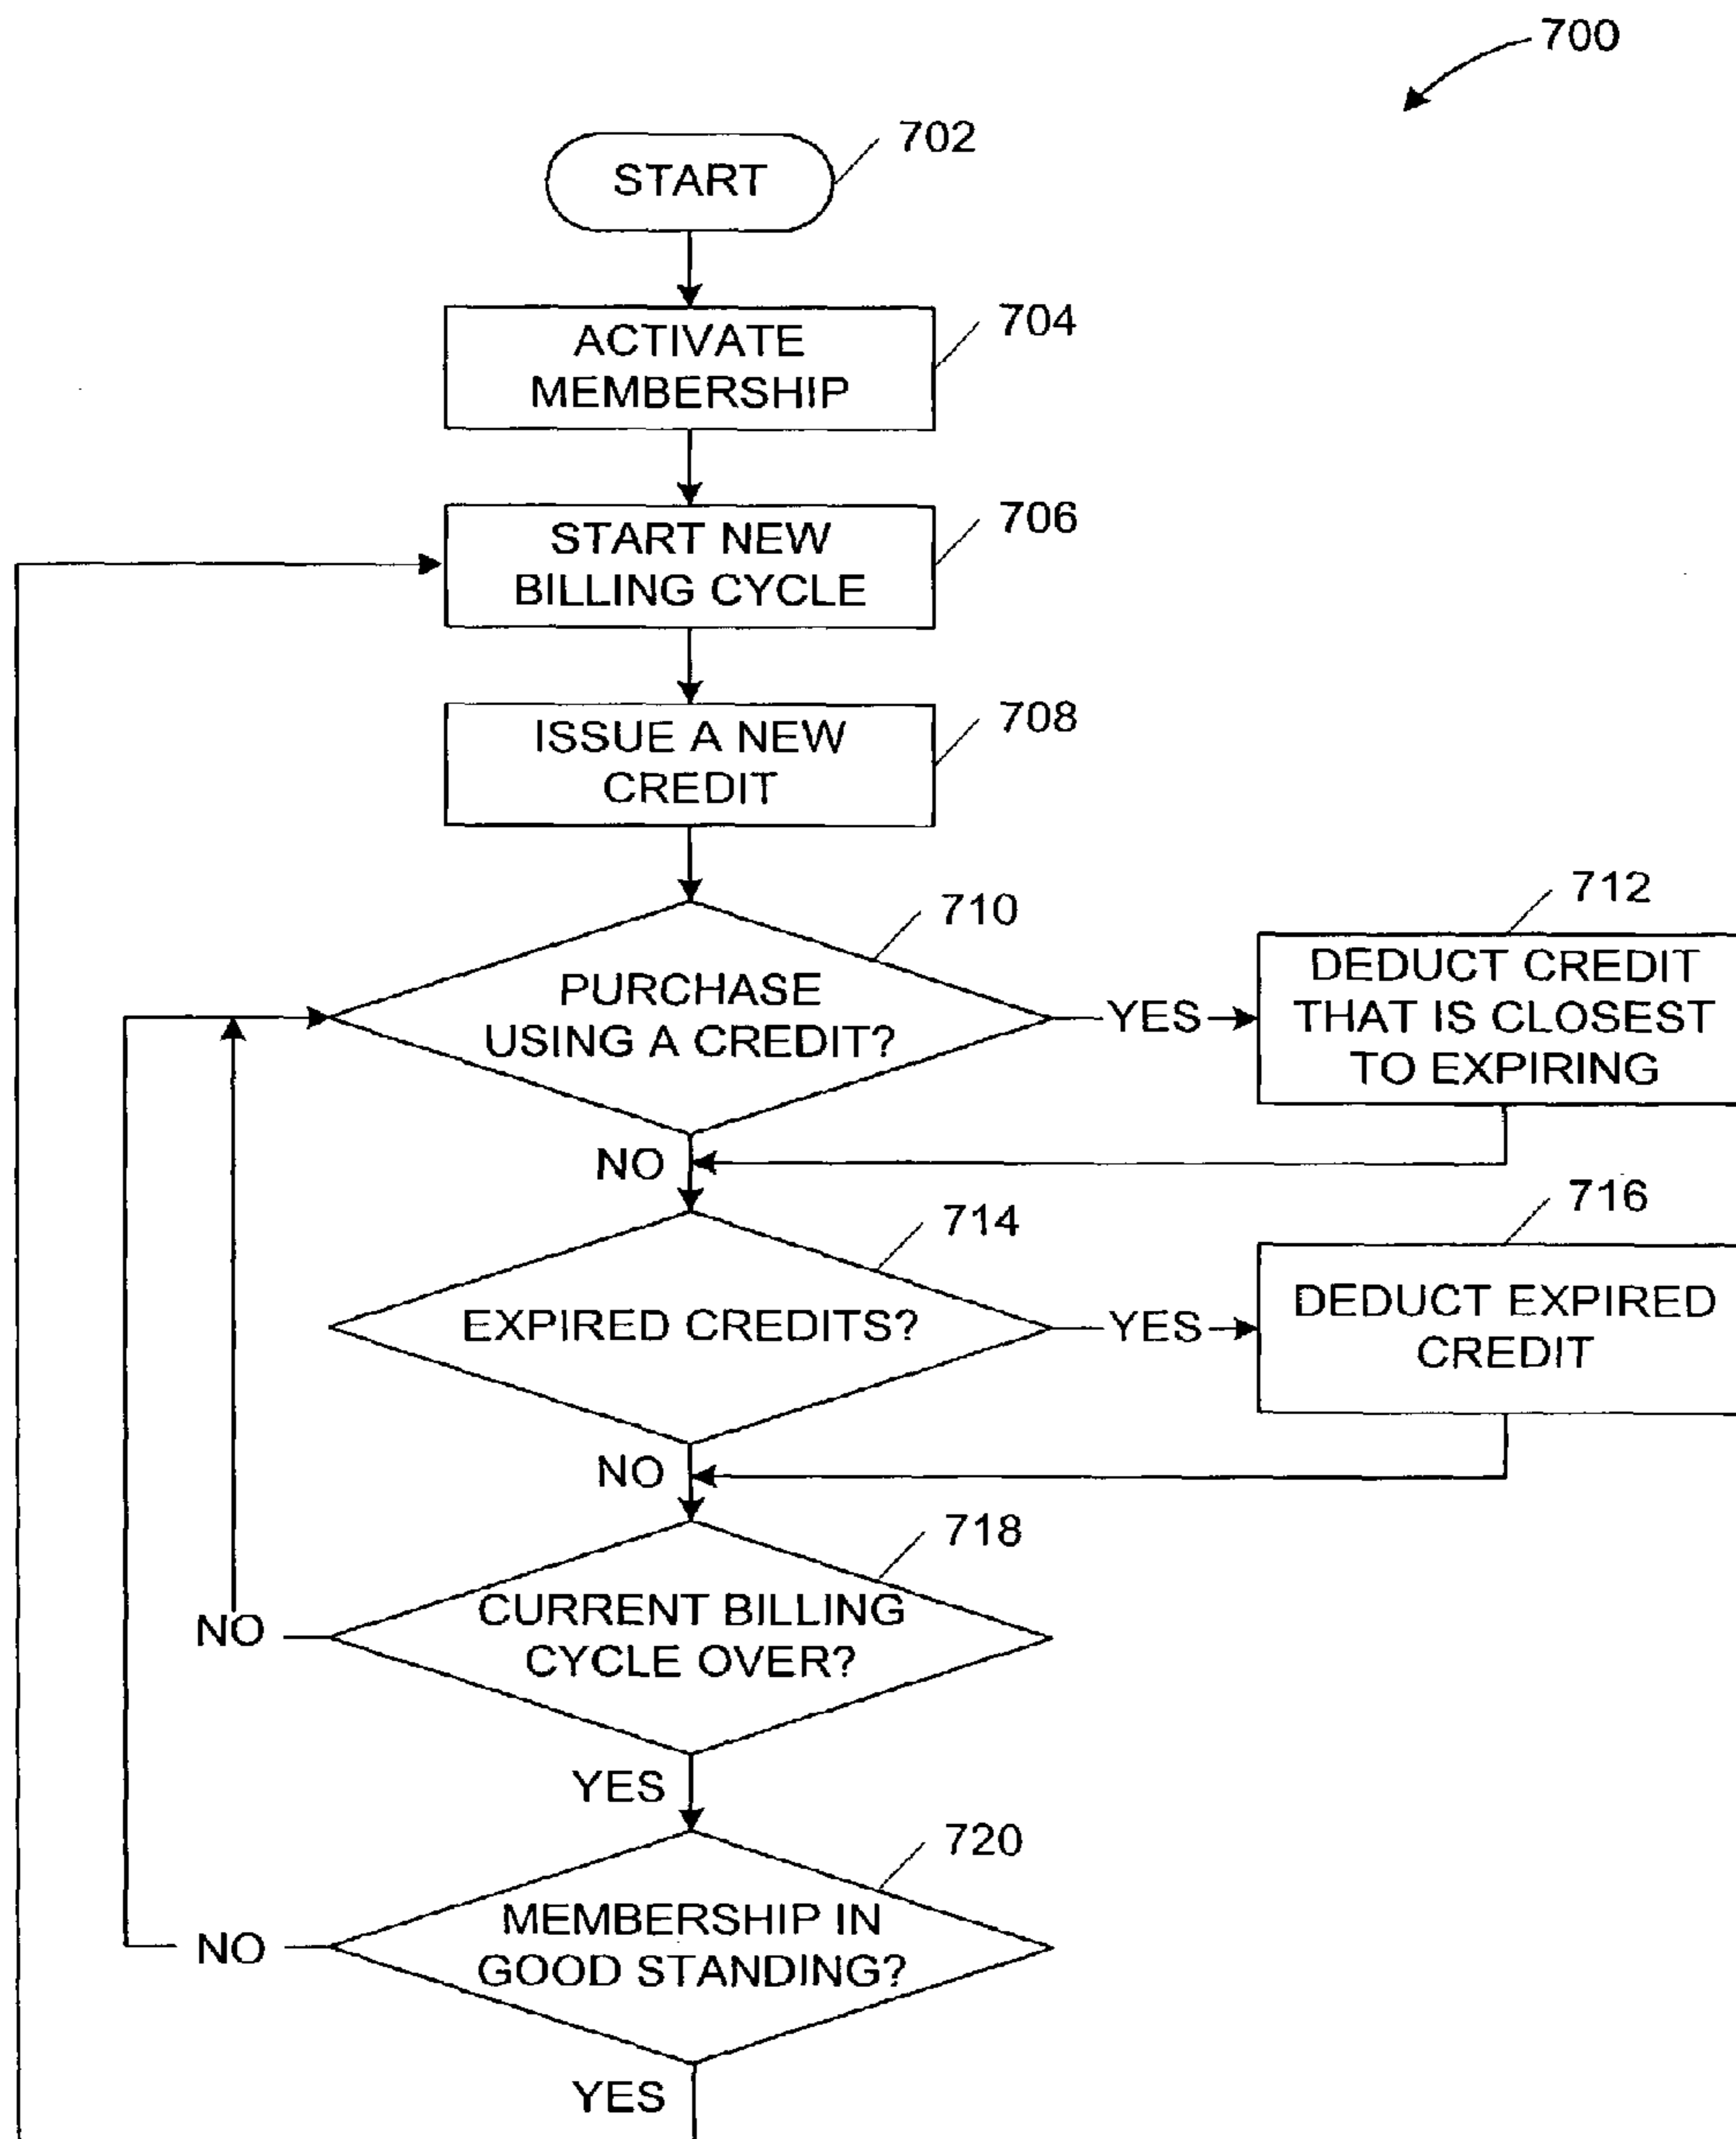 700
702
START
704
ACTIVATE
MEMBERSHIP
706
START NEW
BILLING CYCLE
708
ISSUE A NEW
CREDIT
710
PURCHASE
USING A CREDIT?
YES
712
DEDUCT CREDIT
THAT IS CLOSEST
TO EXPIRING
NO
714
EXPIRED CREDITS?
YES
716
DEDUCT EXPIRED
CREDIT
NO
718
CURRENT BILLING
CYCLE OVER?
NO
YES
720
MEMBERSHIP IN
GOOD STANDING?
NO
YES